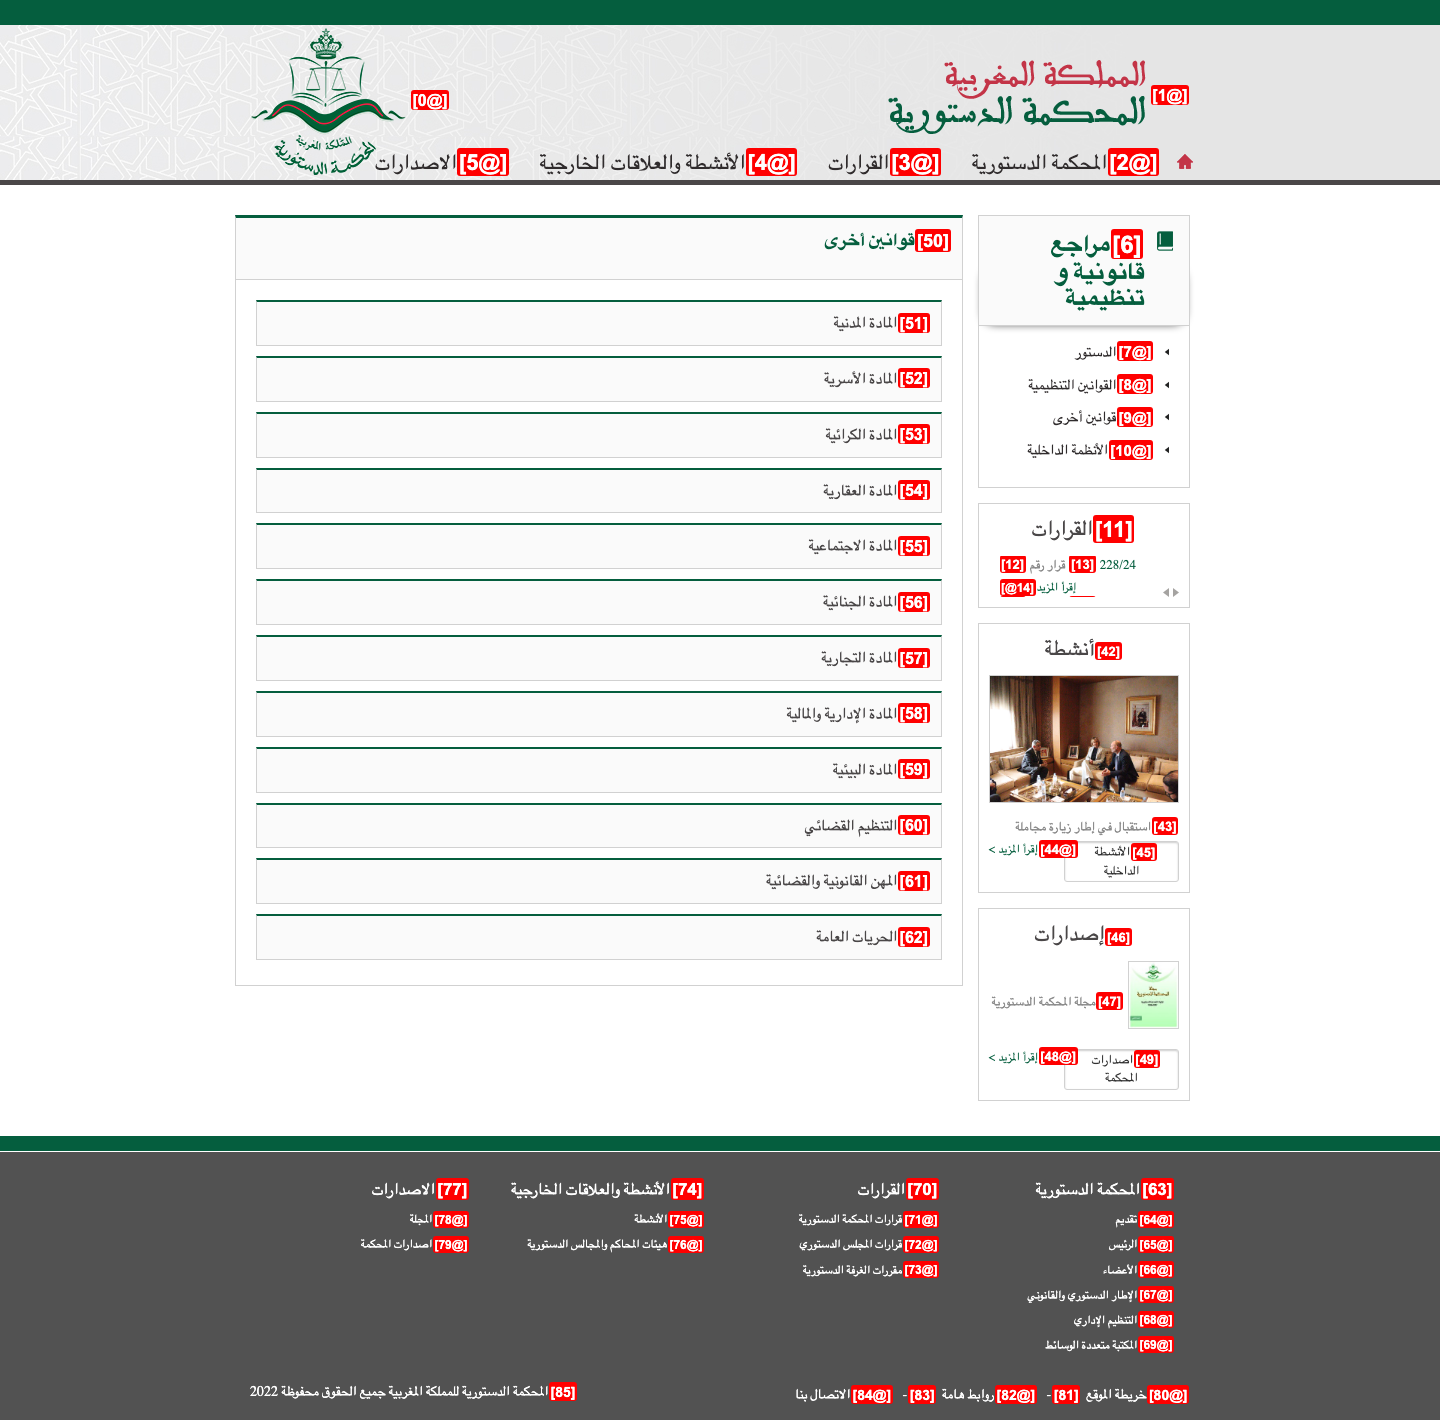 المملكة المغربية
المحكمة الدستورية
[@1]
[@0]
المملكة المغربية
المحكمة الدستورية
[@2]المحكمة الدستورية [@3]القرارات [@4]الأنشطة والعلاقات الخارجية [@5]الاصدارات
[6]مراجع
قانونية و
تنظيمية
[@7]الدستور
[@8]القوانين التنظيمية
[@9]قوانين أخرى
[@10]الأنظمة الداخلية
[11]القرارات
[12] قرار رقم [13] 228/24
[@14]إقرأ المزيد
[42]أنشطة
[43]استقبال في إطار زيارة مجاملة
[@44]إقرأ المزيد >
[45]الأنشطة
الداخلية
[46]إصدارات
[47]مجلة المحكمة الدستورية
[@48]إقرأ المزيد >
[49]اصدارات
المحكمة
[50]قوانين أخرى
[51]المادة المدنية
[52]المادة الأسرية
[53]المادة الكرائية
[54]المادة العقارية
[55]المادة الاجتماعية
[56]المادة الجنائية
[57]المادة التجارية
[58]المادة الإدارية والمالية
[59]المادة البيئية
[60]التنظيم القضائي
[61]المهن القانونية والقضائية
[62]الحريات العامة
[63]المحكمة الدستورية
[@64]تقديم
[@65]الرئيس
[@66]الأعضاء
[@67]الإطار الدستوري والقانوني
[@68]التنظيم الإداري
[@69]المكتبة متعددة الوسائط
[70]القرارات
[@71]قرارات المحكمة الدستورية
[@72]قرارات المجلس الدستوري
[@73]مقررات الغرفة الدستورية
[74]الأنشطة والعلاقات الخارجية
[@75]الأنشطة
[@76]هيئات المحاكم والمجالس الدستورية
[77]الاصدارات
[@78]المجلة
[@79]اصدارات المحكمة
[@80]خريطة الموقع [81] - [@82]روابط هامة [83] - [@84]الاتصال بنا
[85]المحكمة الدستورية للمملكة المغربية جميع الحقوق محفوظة 2022